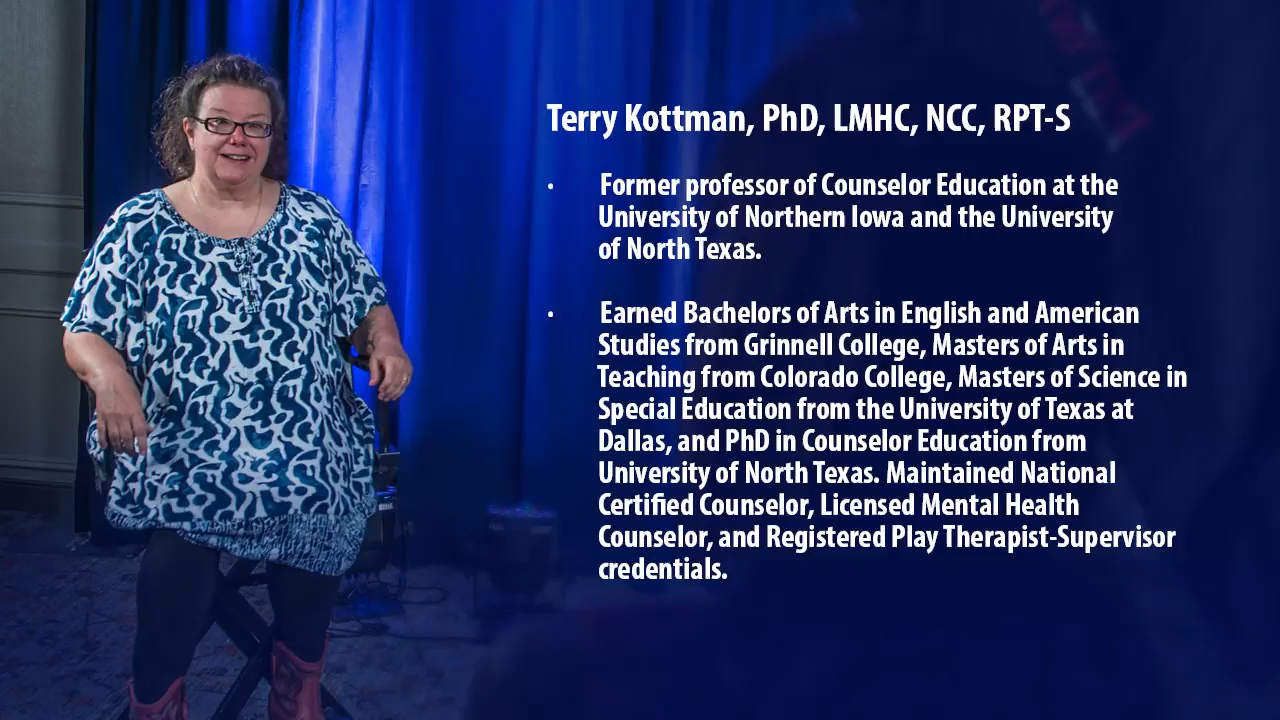 Terry Kottman, PhD, LMHC, NCC, RPT-S
• Former professor of Counselor Education at the
University of Northern Iowa and the University
of North Texas.
• Earned Bachelors of Arts in English and American
Studies from Grinnell College, Masters of Arts in
Teaching from Colorado College, Masters of Science in
Special Education from the University of Texas at
Dallas, and PhD in Counselor Education from
University of North Texas. Maintained National
Certified Counselor, Licensed Mental Health
Counselor, and Registered Play Therapist-Supervisor
credentials.